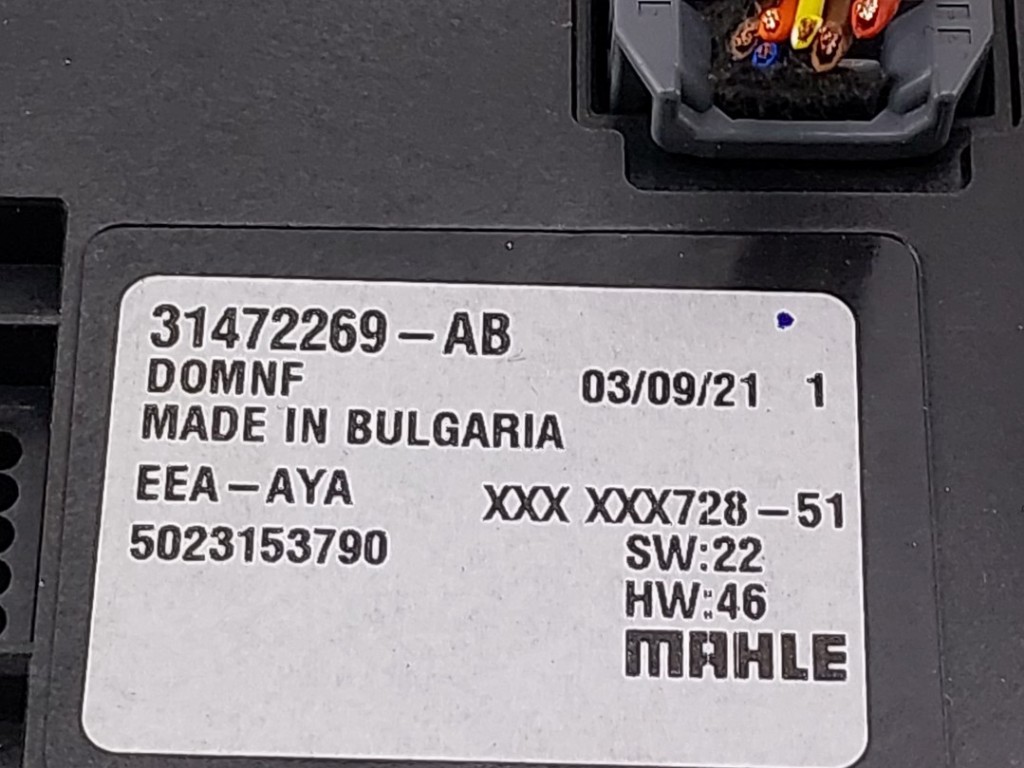 31472269-AB
DOMNF 03/09/21 1
MADE IN BULGARIA
EEA-AYA XXX XXX728-51
5023153790 SW:22
HW:46
MAHLE